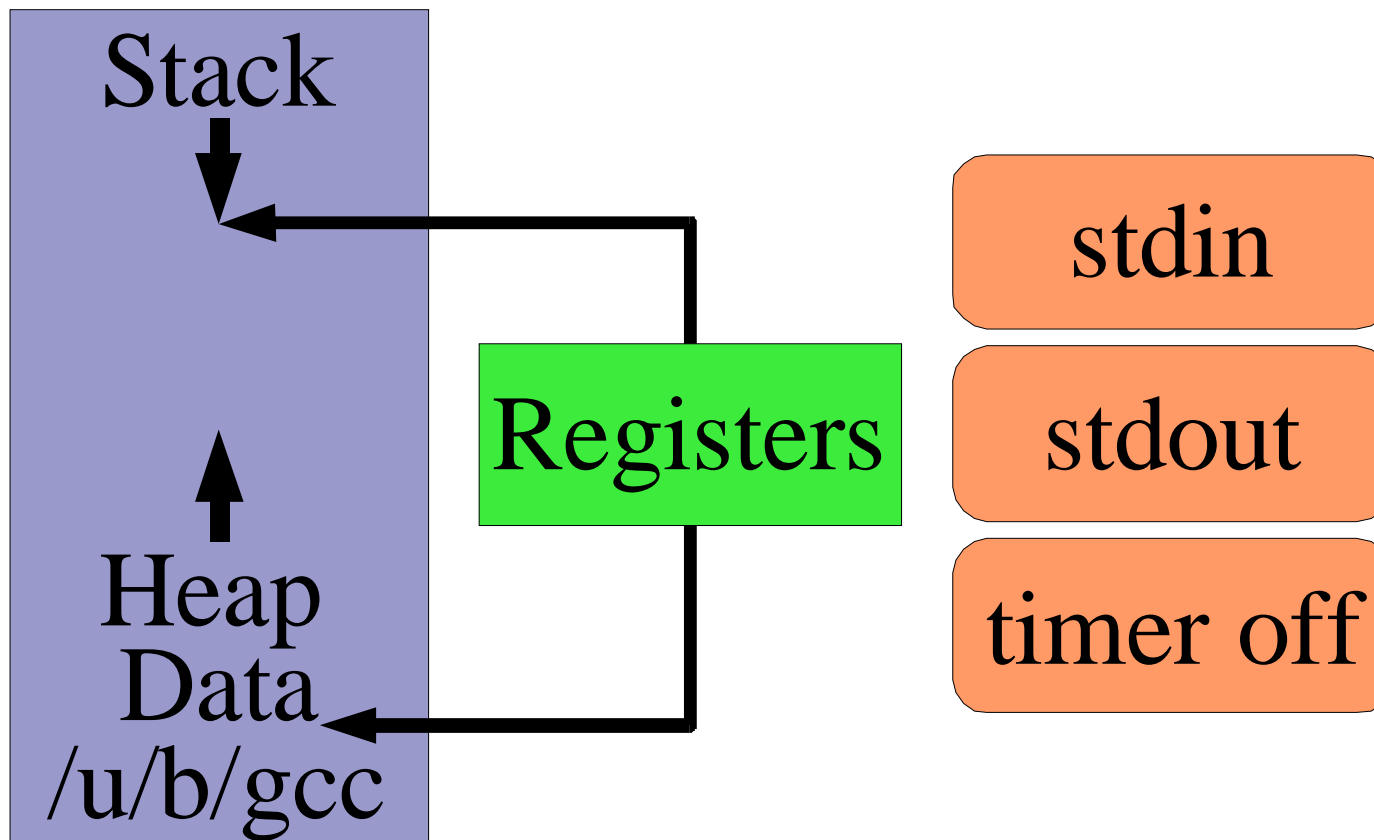 Stack
Heap
Data
/u/b/gcc
Registers
stdin
stdout
timer off